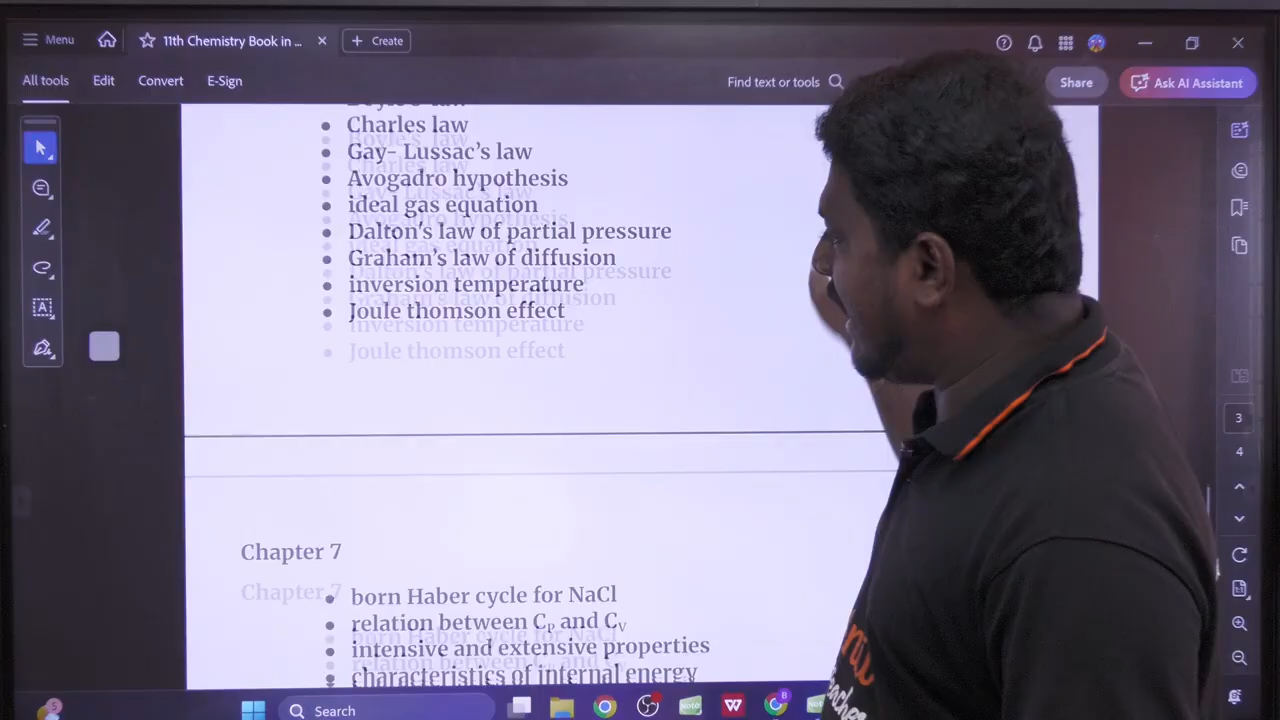 Menu
11th Chemistry Book in ...
Create
All tools
Edit
Convert
E-Sign
Find text or tools
Share
Ask AI Assistant
Charles law
Gay- Lussac's law
Avogadro hypothesis
ideal gas equation
Dalton's law of partial pressure
Graham's law of diffusion
inversion temperature
Joule thomson effect
3
4
Chapter 7
born Haber cycle for NaCl
relation between CP and CV
intensive and extensive properties
characteristics of internal energy
Search